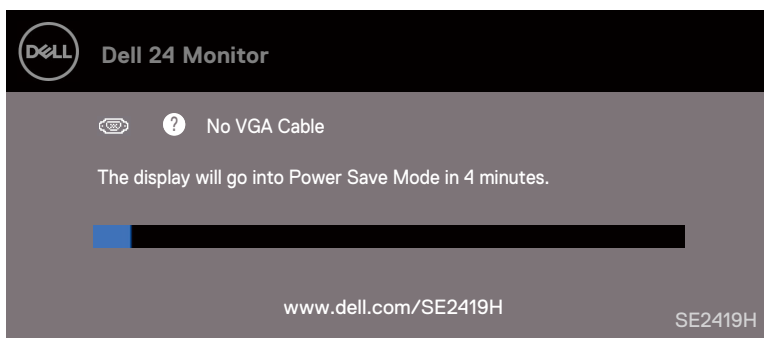 DELL
Dell 24 Monitor
? No VGA Cable
The display will go into Power Save Mode in 4 minutes.
www.dell.com/SE2419H
SE2419H